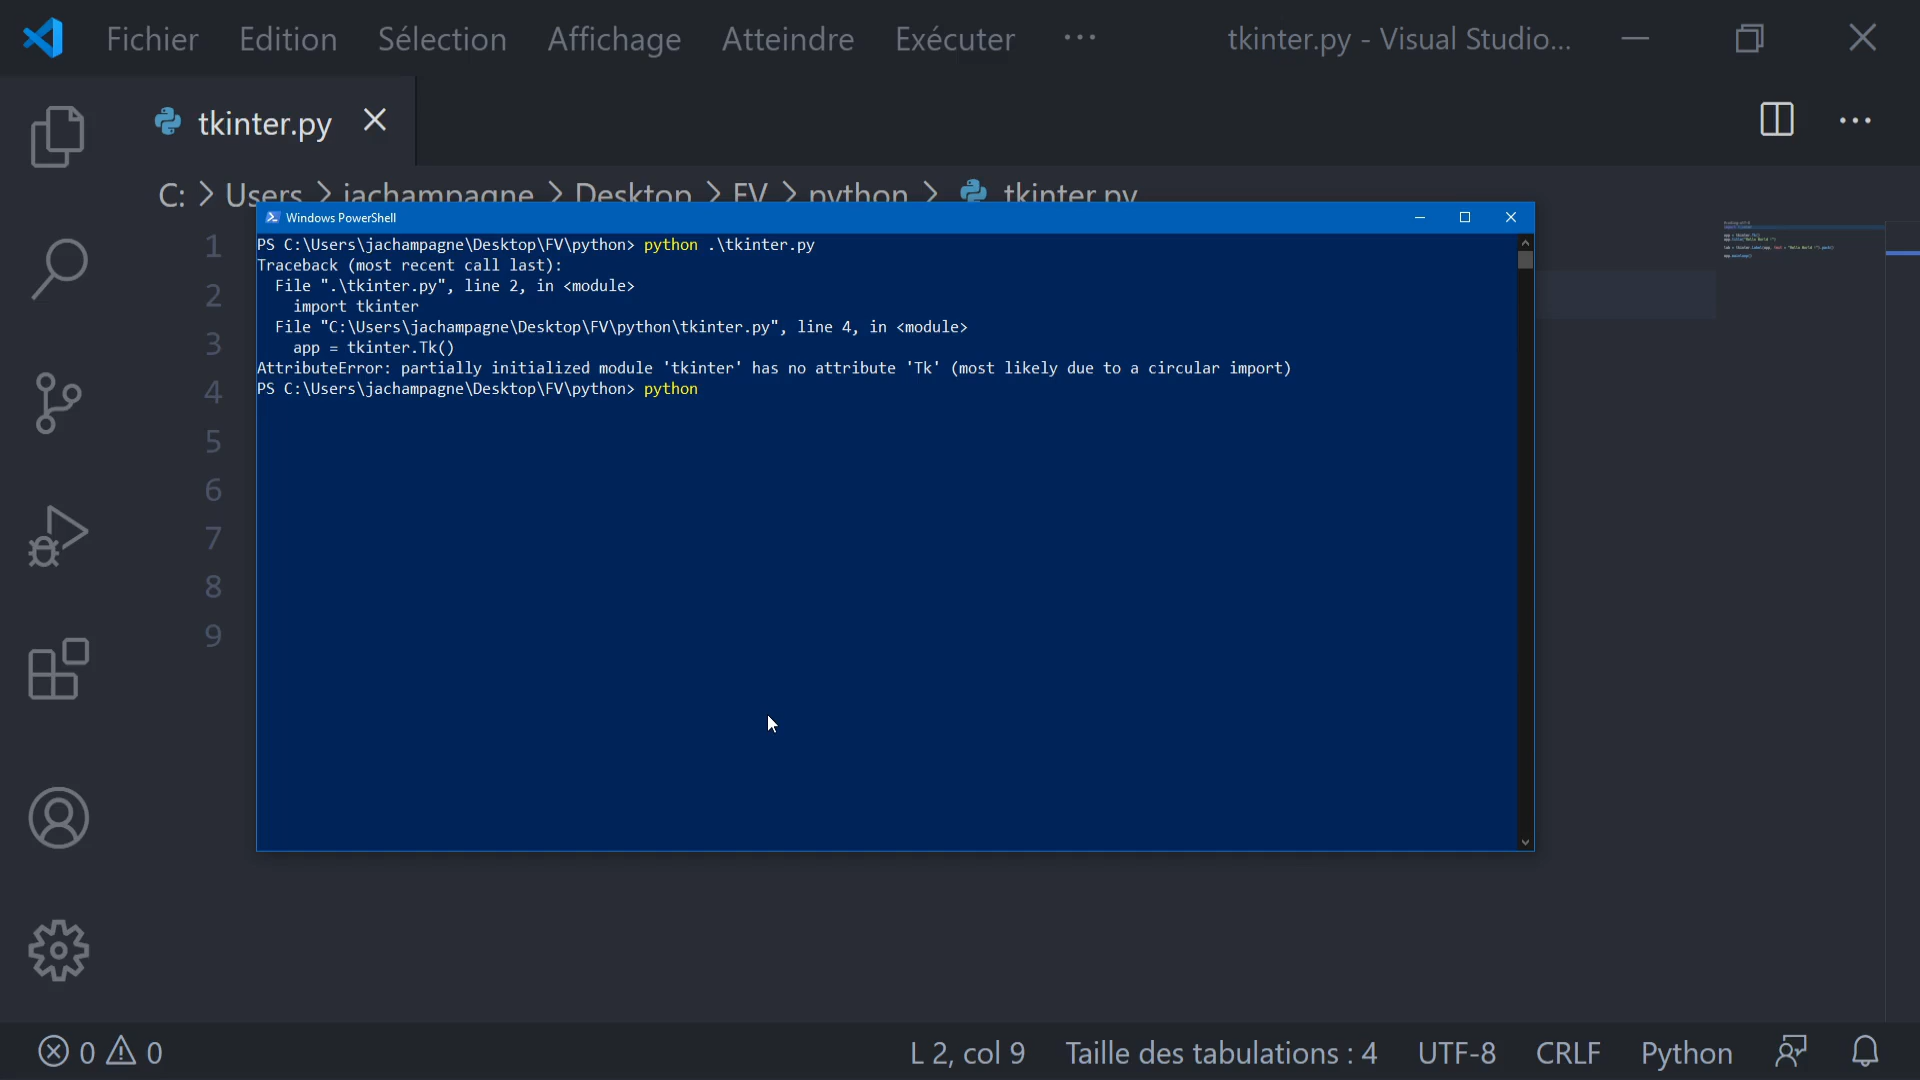 Fichier Edition Sélection Affichage Atteindre Exécuter ··· tkinter.py - Visual Studio...
tkinter.py
C: > Users > jachampagne > Desktop > FV > python > tkinter.py
Windows PowerShell
PS C:\Users\jachampagne\Desktop\FV\python> python .\tkinter.py
Traceback (most recent call last):
File ".\tkinter.py", line 2, in <module>
import tkinter
File "C:\Users\jachampagne\Desktop\FV\python\tkinter.py", line 4, in <module>
app = tkinter.Tk()
AttributeError: partially initialized module 'tkinter' has no attribute 'Tk' (most likely due to a circular import)
PS C:\Users\jachampagne\Desktop\FV\python> python
1
2
3
4
5
6
7
8
9
0 0 L 2, col 9 Taille des tabulations : 4 UTF-8 CRLF Python